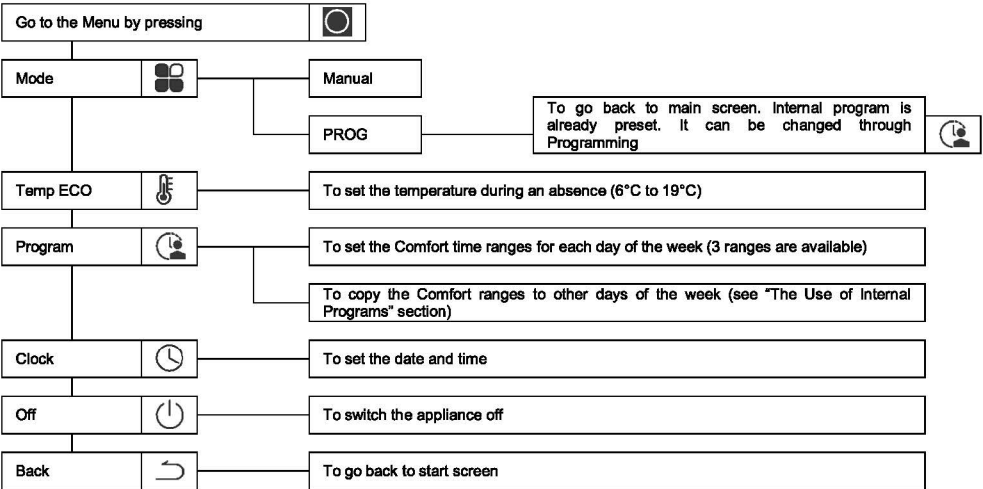 Go to the Menu by pressing
Mode
Manual
PROG
To go back to main screen. Internal program is
already preset. It can be changed through
Programming
Temp ECO
To set the temperature during an absence (6°C to 19°C)
Program
To set the Comfort time ranges for each day of the week (3 ranges are available)
To copy the Comfort ranges to other days of the week (see "The Use of Internal
Programs" section)
Clock
To set the date and time
Off
To switch the appliance off
Back
To go back to start screen